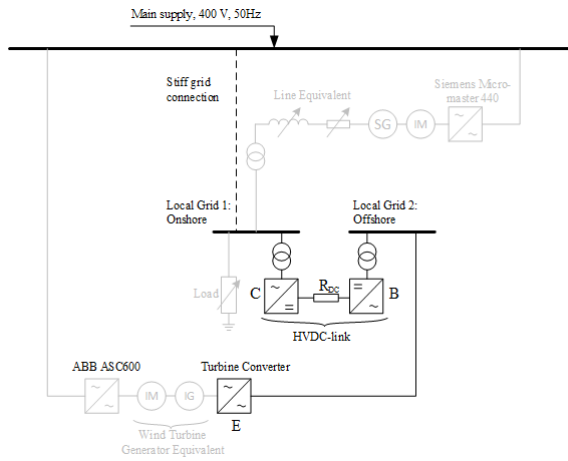 Main supply, 400 V, 50Hz
Stiff grid
connection
Line Equivalent
Siemens Micro-
master 440
SG
IM
Local Grid 1:
Onshore
Local Grid 2:
Offshore
Load
C
RDC
B
HVDC-link
ABB ASC600
Turbine Converter
IM
IG
E
Wind Turbine
Generator Equivalent